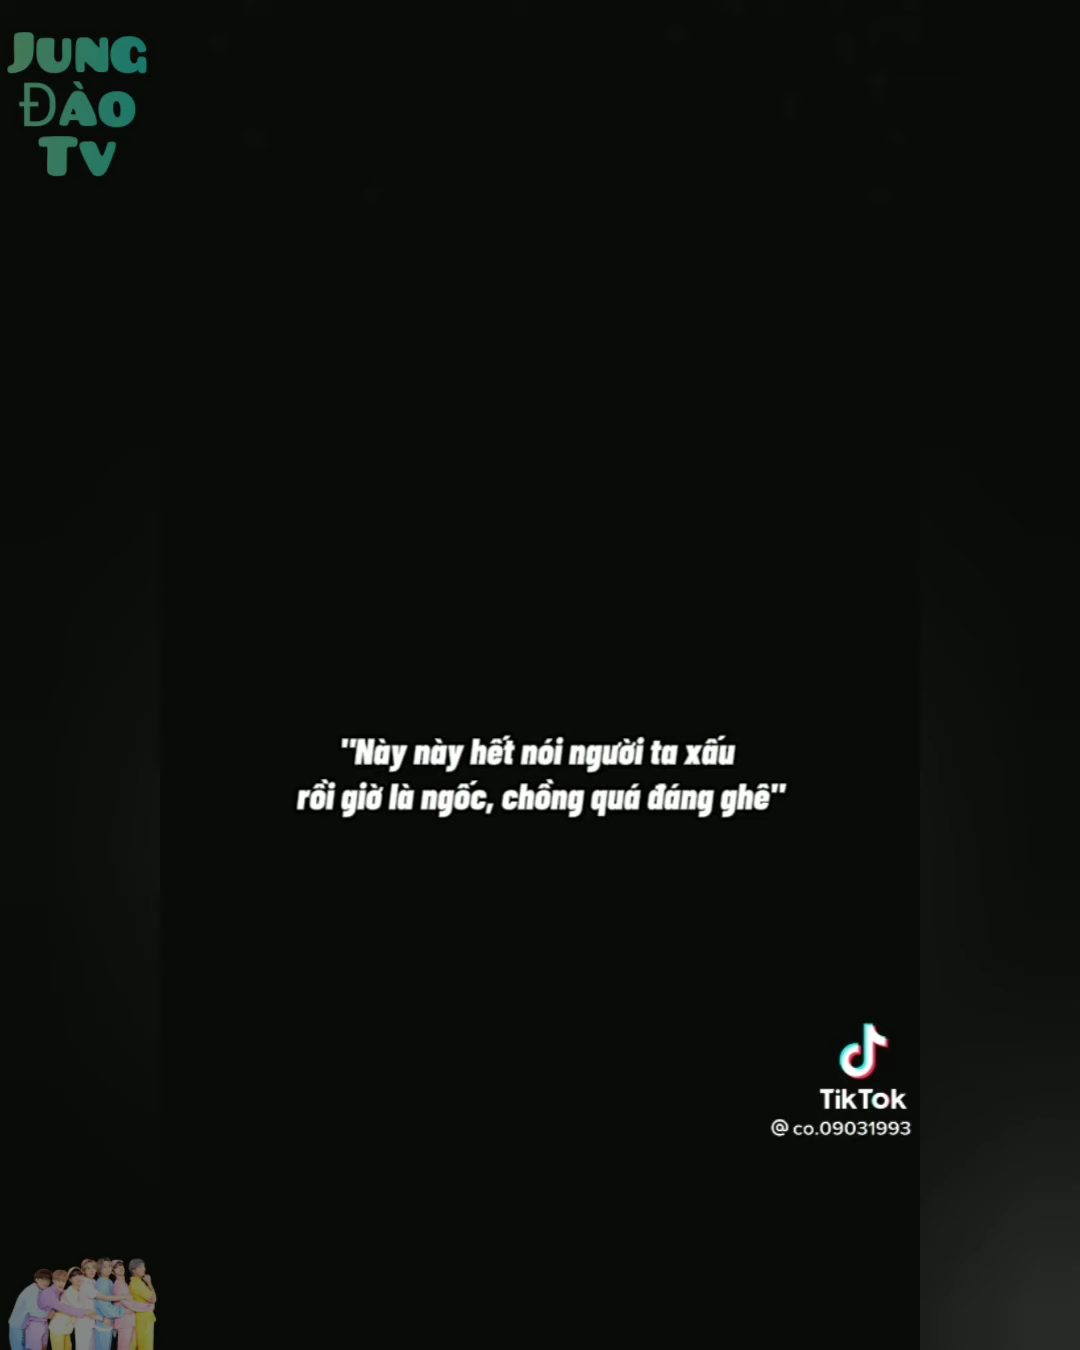 JUNG
ĐÀO
TV
"Này này hết nói người ta xấu
rồi giờ là ngốc, chồng quá đáng ghê"
TikTok
@co.09031993